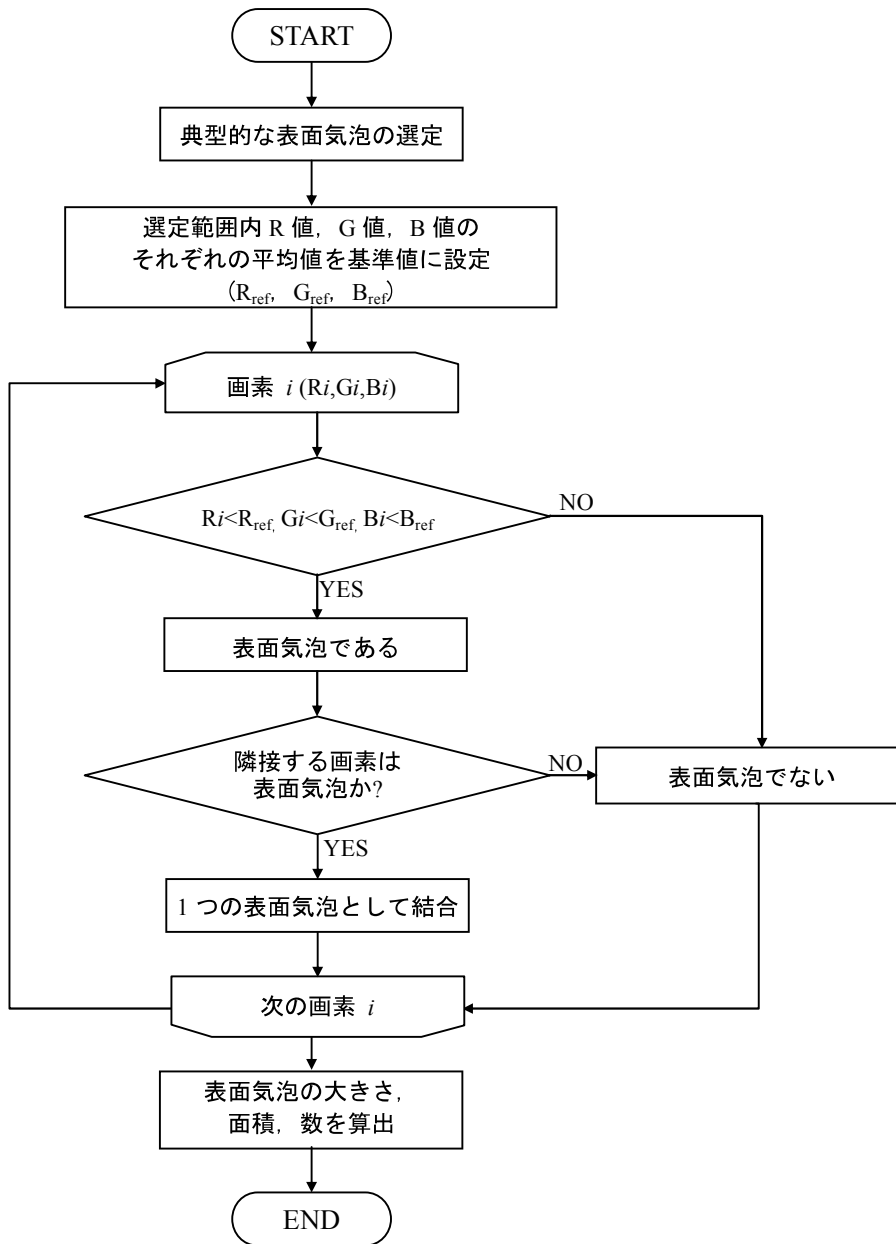 START
典型的な表面気泡の選定
選定範囲内 R 値，G 値，B 値の
それぞれの平均値を基準値に設定
(Rref，Gref，Bref)
画素 i (Ri,Gi,Bi)
Ri<Rref, Gi<Gref, Bi<Bref
NO
YES
表面気泡である
隣接する画素は
表面気泡か?
NO
表面気泡でない
YES
1 つの表面気泡として結合
次の画素 i
表面気泡の大きさ，
面積，数を算出
END